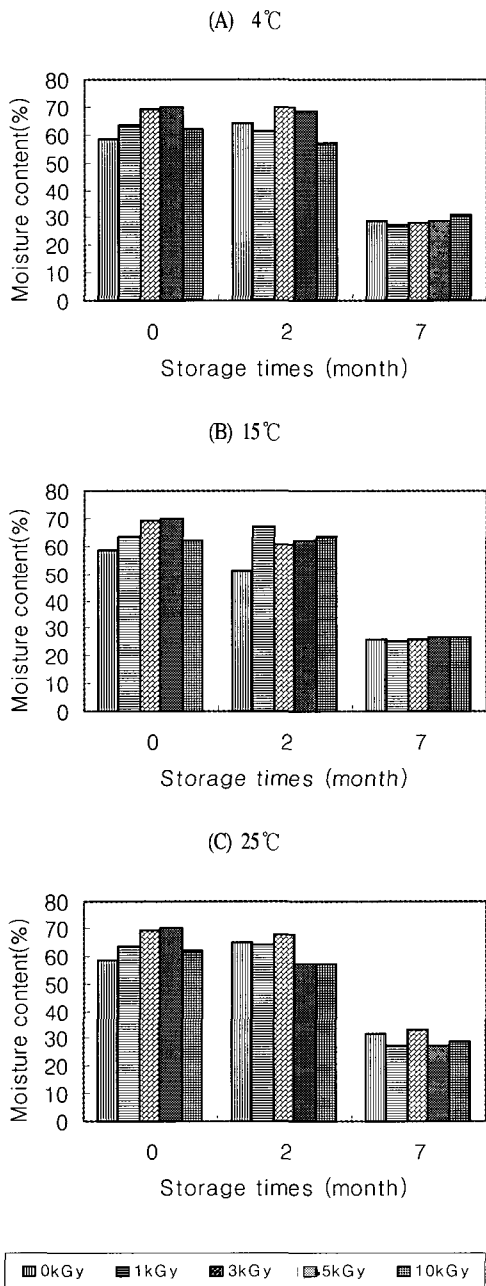 (A) 4℃
80
70
60
50
40
30
20
10
0
Moisture content(%)
0 2 7
Storage times (month)
(B) 15℃
80
70
60
50
40
30
20
10
0
Moisture content(%)
0 2 7
Storage times (month)
(C) 25℃
80
70
60
50
40
30
20
10
0
Moisture content(%)
0 2 7
Storage times (month)
0kGy 1kGy 3kGy 5kGy 10kGy